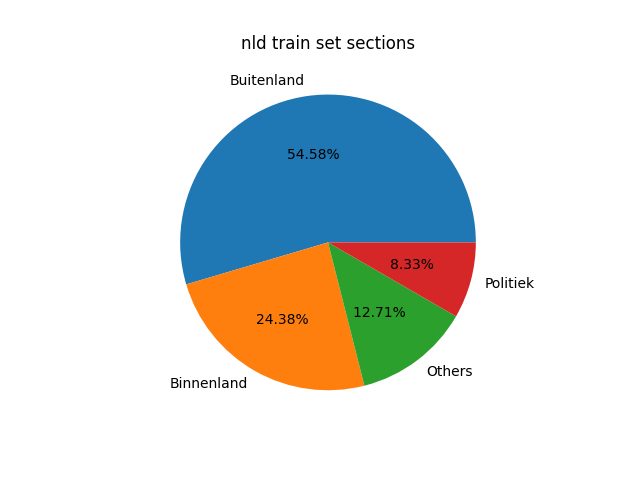 nld train set sections
Buitenland
54.58%
8.33%
Politiek
12.71%
24.38%
Others
Binnenland